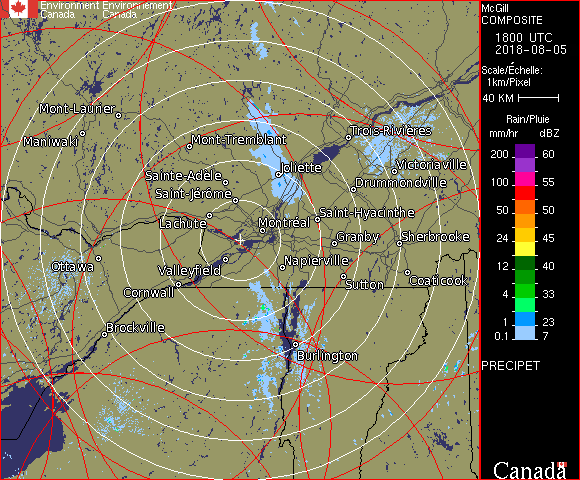 Environment Environnement
Canada Canada
McGill
COMPOSITE
1800 UTC
2018-08-05
Scale/Échelle:
1km/Pixel
40 KM
Rain/Pluie
mm/hr dBZ
200 60
100 55
50 50
24 45
12 40
4 33
1 23
0.1 7
PRECIPET
Canada
Mont-Laurier
Maniwaki
Mont-Tremblant
Trois-Rivières
Sainte-Adèle
Joliette
Victoriaville
Saint-Jérôme
Drummondville
Lachute
Montréal
Saint-Hyacinthe
Granby
Sherbrooke
Ottawa
Valleyfield
Napierville
Cornwall
Sutton
Coaticook
Brockville
Burlington